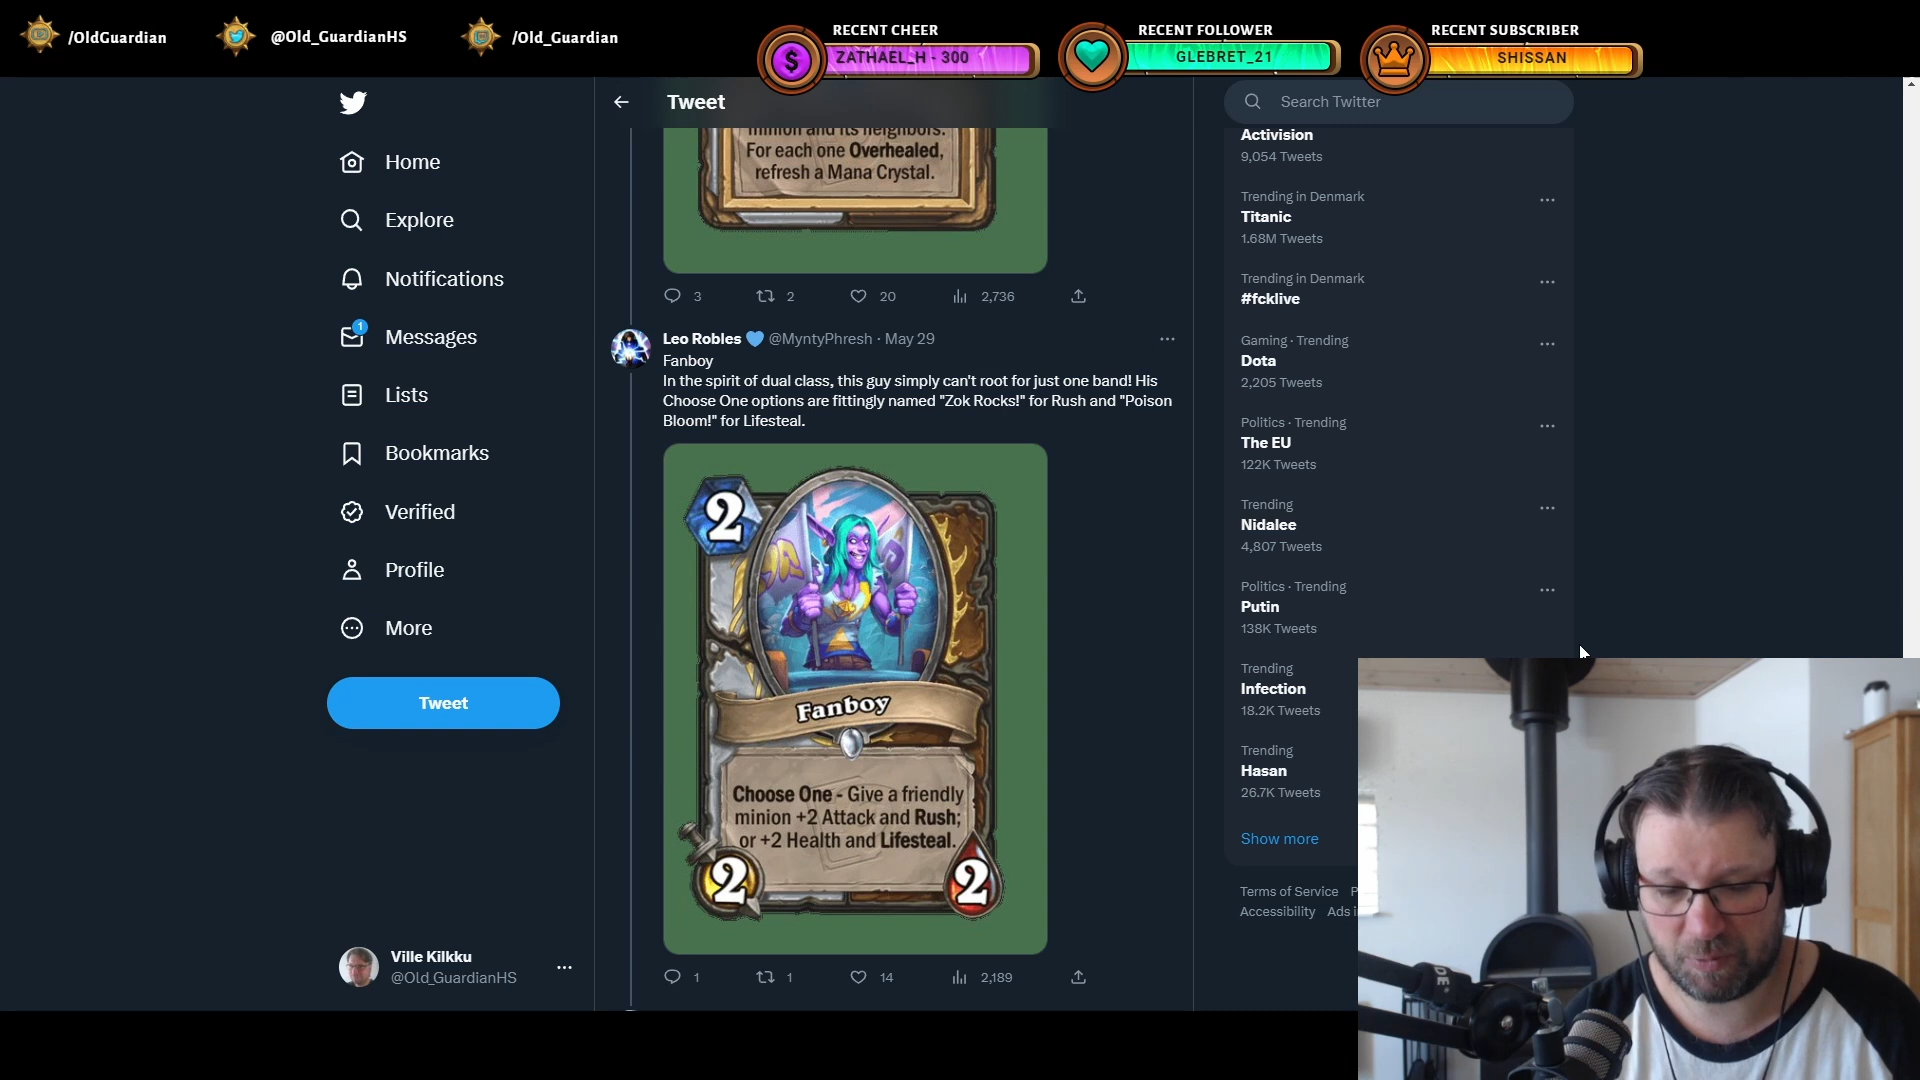 /OldGuardian
@Old_GuardianHS
/Old_Guardian
RECENT CHEER
ZATHAEL_H - 300
RECENT FOLLOWER
GLEBRET_21
RECENT SUBSCRIBER
SHISSAN
Home
Explore
Notifications
1
Messages
Lists
Bookmarks
Verified
Profile
More
Tweet
Ville Kilkku
@Old_GuardianHS
Tweet
minion and its neighbors.
For each one Overhealed,
refresh a Mana Crystal.
3
2
20
2,736
Leo Robles @MyntyPhresh · May 29
Fanboy
In the spirit of dual class, this guy simply can't root for just one band! His
Choose One options are fittingly named "Zok Rocks!" for Rush and "Poison
Bloom!" for Lifesteal.
2
Fanboy
Choose One - Give a friendly
minion +2 Attack and Rush;
or +2 Health and Lifesteal.
2
2
1
1
14
2,189
Search Twitter
Activision
9,054 Tweets
Trending in Denmark
Titanic
1.68M Tweets
Trending in Denmark
#fcklive
Gaming · Trending
Dota
2,205 Tweets
Politics · Trending
The EU
122K Tweets
Trending
Nidalee
4,807 Tweets
Politics · Trending
Putin
138K Tweets
Trending
Infection
18.2K Tweets
Trending
Hasan
26.7K Tweets
Show more
Terms of Service
Accessibility Ads